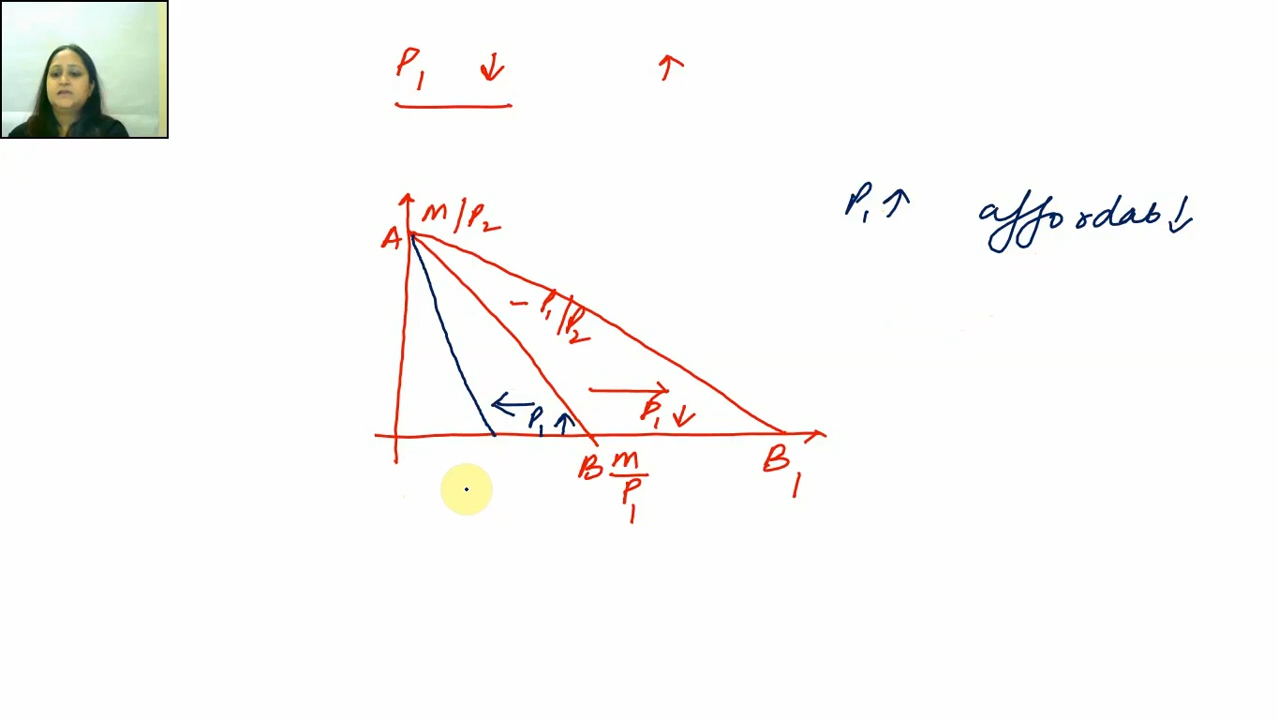 P1 ↓ ↑
P1 ↑ affordab ↓
M/P2
A
- P1/P2
← P1 ↑
→
P1 ↓
B M/P1
B1